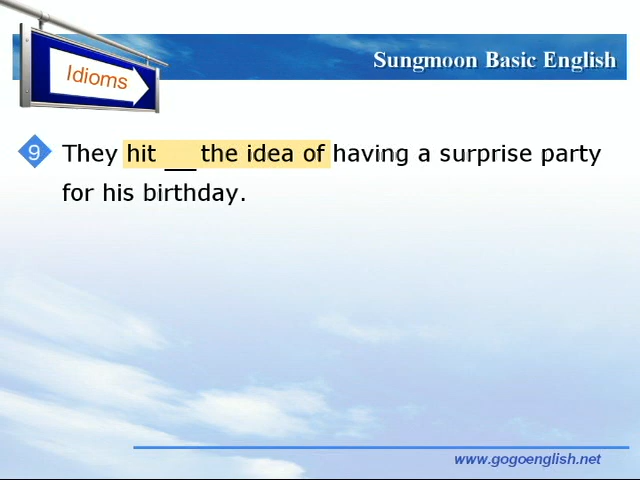 Idioms
Sungmoon Basic English
9
They hit __ the idea of having a surprise party
for his birthday.
www.gogoenglish.net